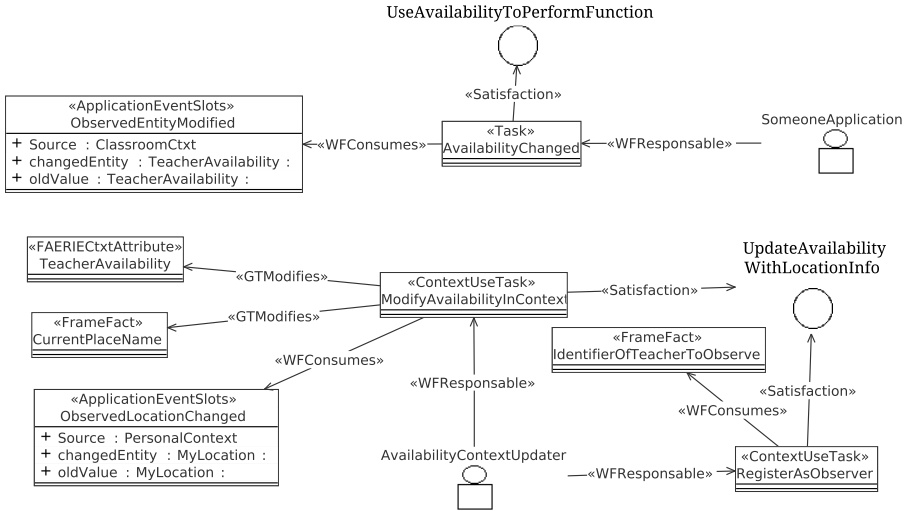 UseAvailabilityToPerformFunction
«Satisfaction»
«ApplicationEventSlots»
ObservedEntityModified
+ Source : ClassroomCtxt
+ changedEntity : TeacherAvailability :
+ oldValue : TeacherAvailability :
«WFConsumes»
«Task»
AvailabilityChanged
«WFResponsable»
SomeoneApplication
«FAERIECtxtAttribute»
TeacherAvailability
«GTModifies»
«ContextUseTask»
ModifyAvailabilityInContext
«Satisfaction»
UpdateAvailability
WithLocationInfo
«FrameFact»
CurrentPlaceName
«GTModifies»
«WFConsumes»
«FrameFact»
IdentifierOfTeacherToObserve
«ApplicationEventSlots»
ObservedLocationChanged
+ Source : PersonalContext
+ changedEntity : MyLocation :
+ oldValue : MyLocation :
«WFResponsable»
«Satisfaction»
«WFConsumes»
AvailabilityContextUpdater
«WFResponsable»
«ContextUseTask»
RegisterAsObserver